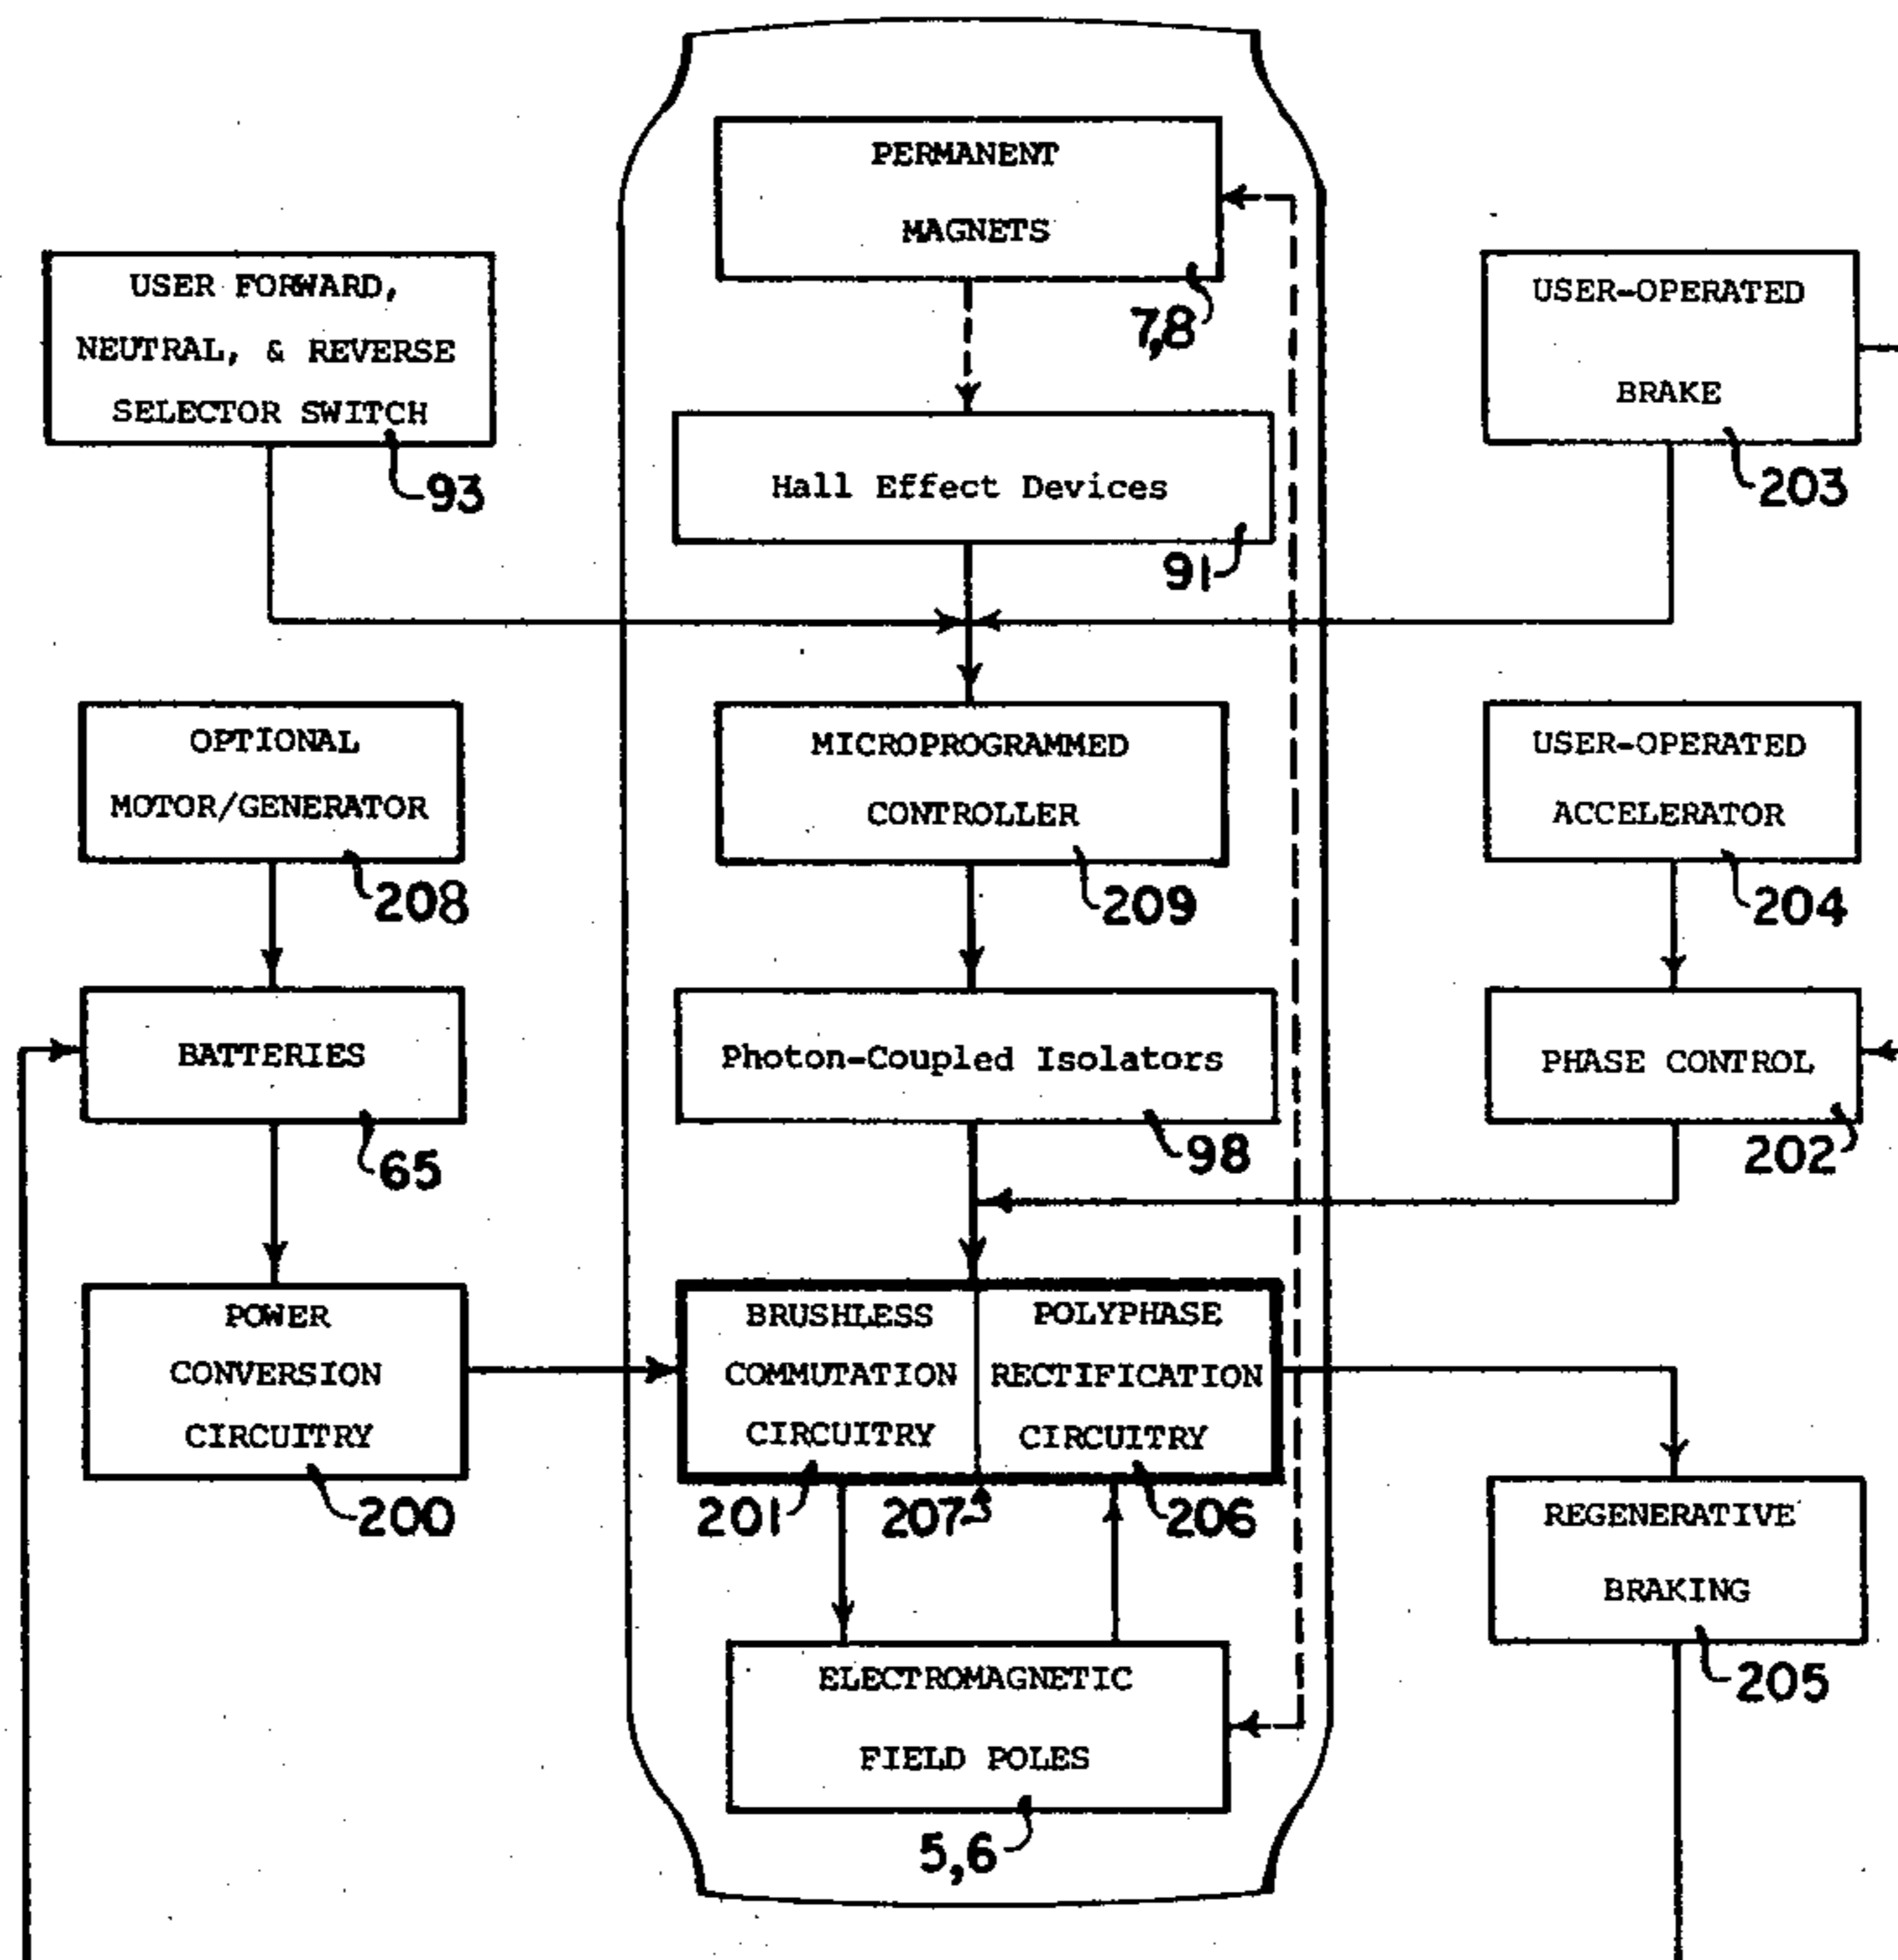 PERMANENT
MAGNETS
7,8
USER FORWARD,
NEUTRAL, & REVERSE
SELECTOR SWITCH
93
USER-OPERATED
BRAKE
203
Hall Effect Devices
91
OPTIONAL
MOTOR/GENERATOR
208
MICROPROGRAMMED
CONTROLLER
209
USER-OPERATED
ACCELERATOR
204
BATTERIES
65
Photon-Coupled Isolators
98
PHASE CONTROL
202
POWER
CONVERSION
CIRCUITRY
200
BRUSHLESS
COMMUTATION
CIRCUITRY
201
207
POLYPHASE
RECTIFICATION
CIRCUITRY
206
REGENERATIVE
BRAKING
205
ELECTROMAGNETIC
FIELD POLES
5,6